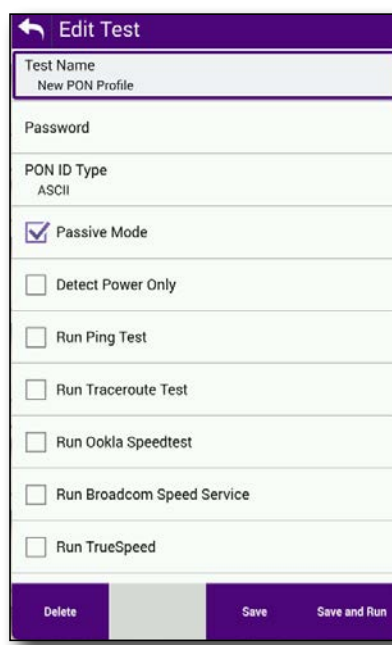 Edit Test
Test Name
New PON Profile
Password
PON ID Type
ASCII
Passive Mode
Detect Power Only
Run Ping Test
Run Traceroute Test
Run Ookla Speedtest
Run Broadcom Speed Service
Run TrueSpeed
Delete Save Save and Run